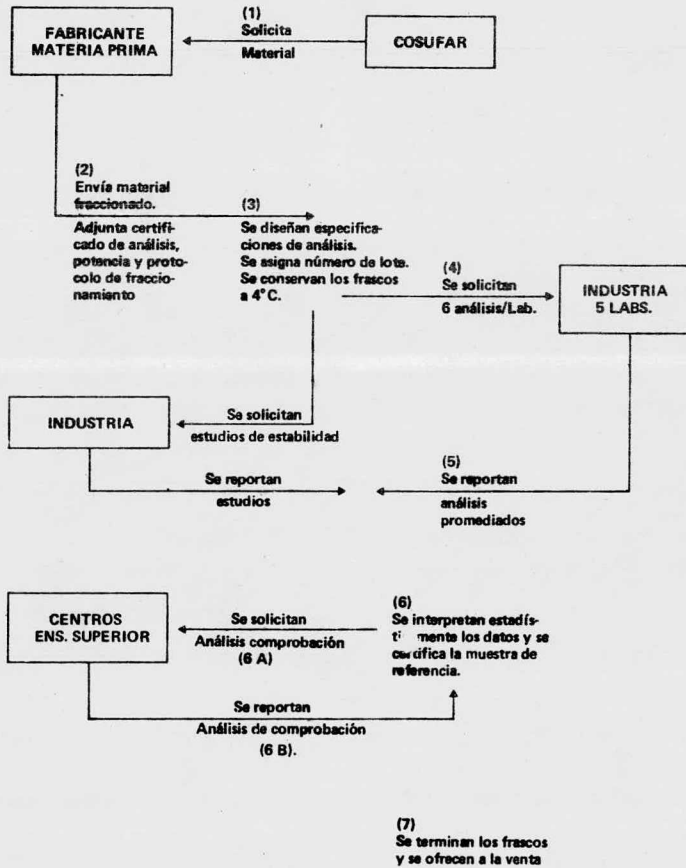 (1)
Solicita
Material
FABRICANTE
MATERIA PRIMA
COSUFAR
(2)
Envía material
fraccionado.
Adjunta certifi-
cado de análisis,
potencia y proto-
colo de fraccio-
namiento
(3)
Se diseñan especifica-
ciones de análisis.
Se asigna número de lote.
Se conservan los frascos
a 4°C.
(4)
Se solicitan
6 análisis/Lab.
INDUSTRIA
5 LABS.
INDUSTRIA
Se solicitan
estudios de estabilidad
Se reportan
estudios
(5)
Se reportan
análisis
promediados
CENTROS
ENS. SUPERIOR
Se solicitan
Análisis comprobación
(6 A)
(6)
Se interpretan estadís-
mente los datos y se
certifica la muestra de
referencia.
Se reportan
Análisis de comprobación
(6 B).
(7)
Se terminan los frascos
y se ofrecen a la venta